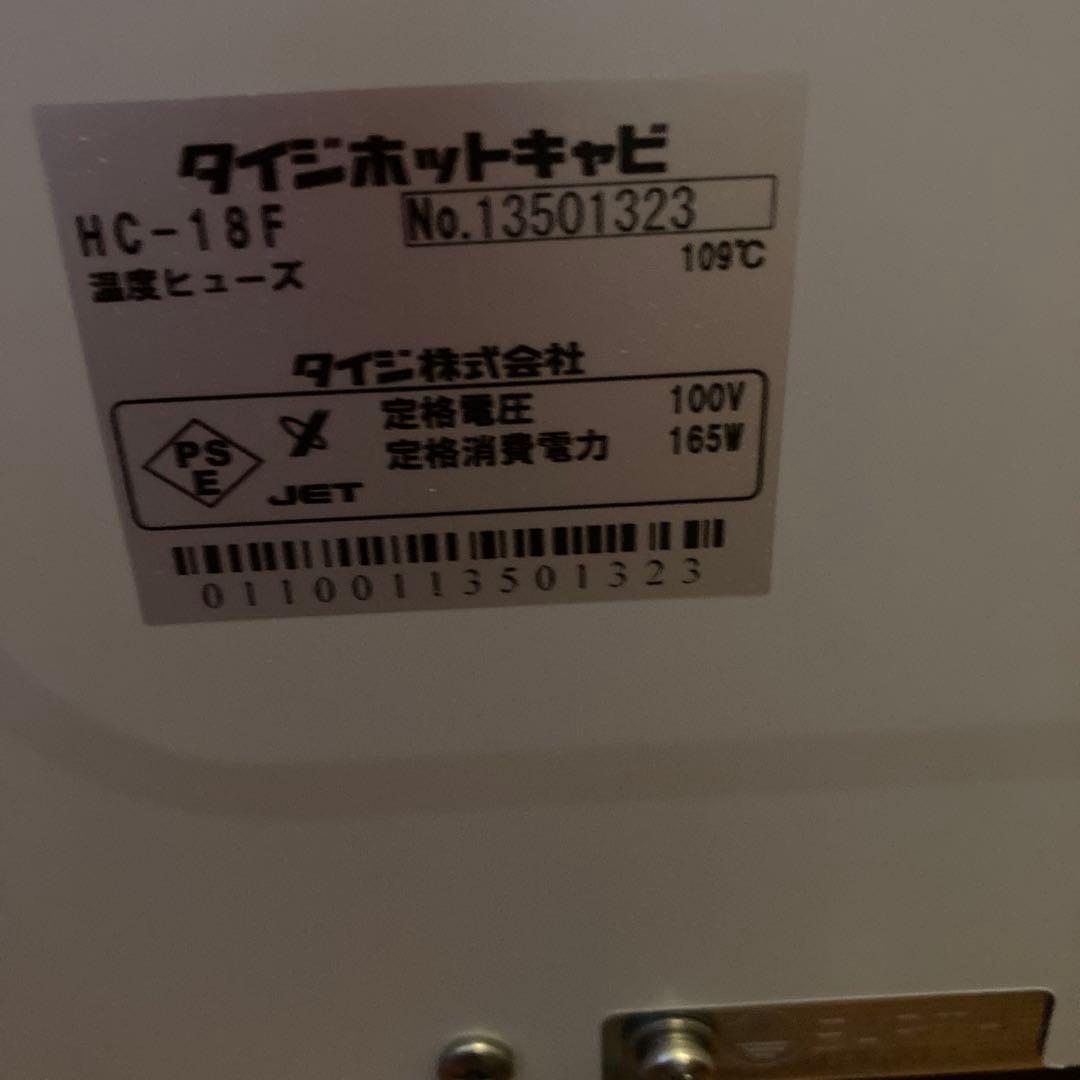 タイジホットキャビ
HC-18F No.13501323
温度ヒューズ 109℃
タイジ株式会社
PSE JET 定格電圧 100V
定格消費電力 165W
01100113501323